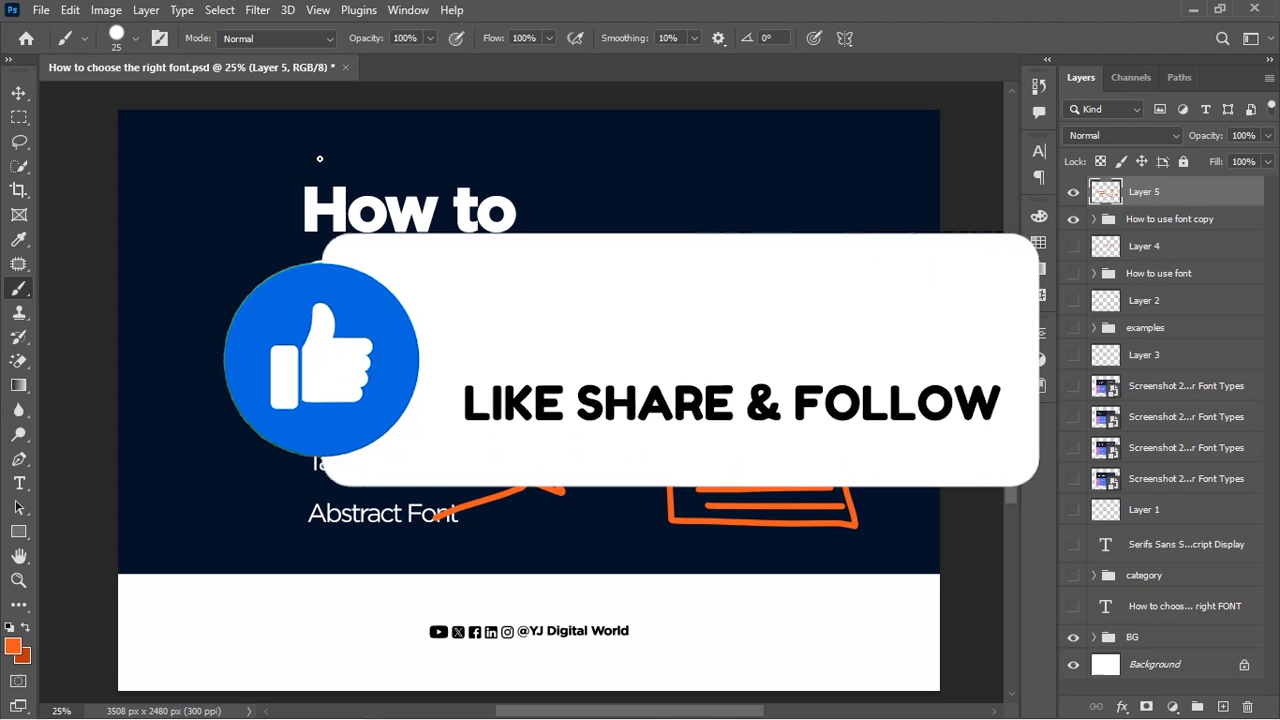 Ps File Edit Image Layer Type Select Filter 3D View Plugins Window Help
25 Mode: Normal Opacity: 100% Flow: 100% Smoothing: 10% 0°
How to choose the right font.psd @ 25% (Layer 5, RGB/8) * ×
Layers Channels Paths
Kind
Normal Opacity: 100%
Lock: Fill: 100%
Layer 5
How to use font copy
Layer 4
How to use font
Layer 2
examples
Layer 3
Screenshot 2...r Font Types
Screenshot 2...r Font Types
Screenshot 2...r Font Types
Screenshot 2...r Font Types
Layer 1
Serifs Sans S...cript Display
category
How to choos... right FONT
BG
Background
How to
LIKE SHARE & FOLLOW
Abstract Font
@YJ Digital World
25% 3508 px x 2480 px (300 ppi)